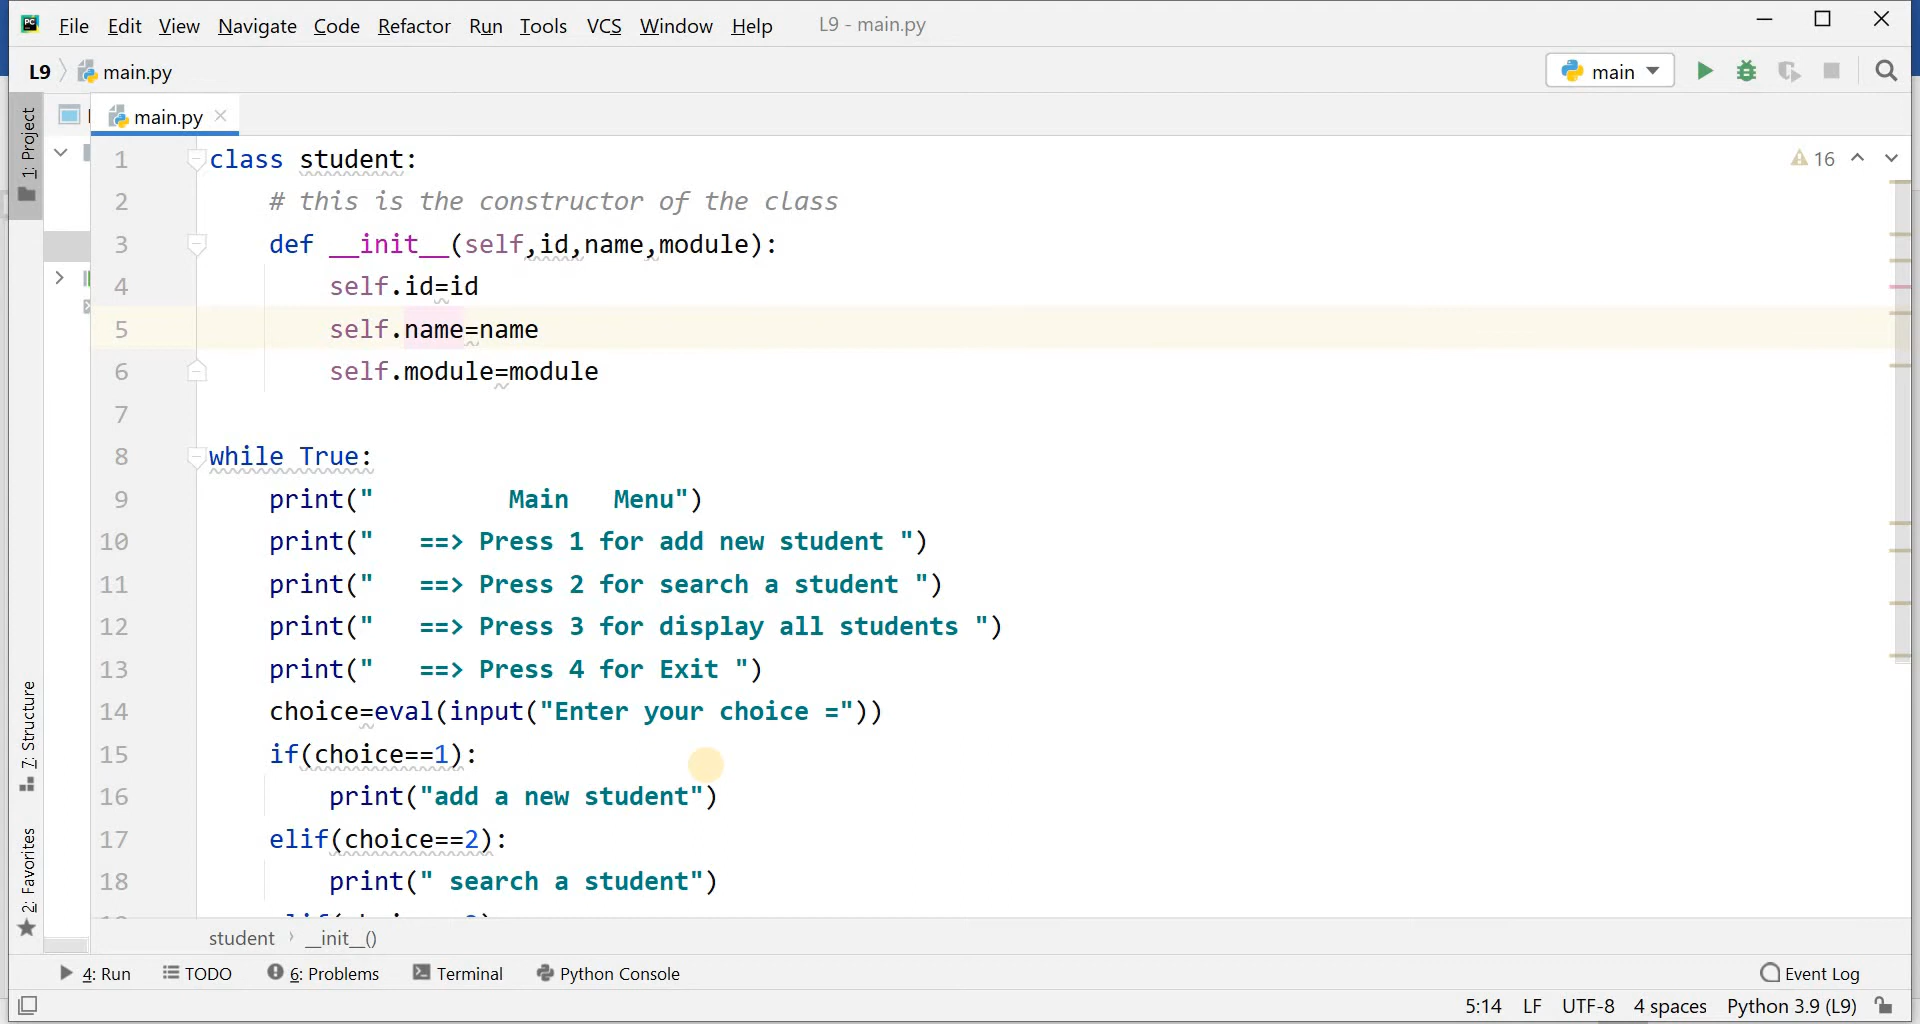 File Edit View Navigate Code Refactor Run Tools VCS Window Help L9 - main.py
L9 main.py
main
main.py
1: Project
1 class student:
16
2     # this is the constructor of the class
3     def __init__(self,id,name,module):
4         self.id=id
5         self.name=name
6         self.module=module
7
8 while True:
9     print("         Main   Menu")
10     print("   ==> Press 1 for add new student ")
11     print("   ==> Press 2 for search a student ")
12     print("   ==> Press 3 for display all students ")
13     print("   ==> Press 4 for Exit ")
14     choice=eval(input("Enter your choice ="))
15     if(choice==1):
16         print("add a new student")
17     elif(choice==2):
18         print(" search a student")
7: Structure
2: Favorites
student › __init__()
4: Run TODO 6: Problems Terminal Python Console Event Log
5:14 LF UTF-8 4 spaces Python 3.9 (L9)